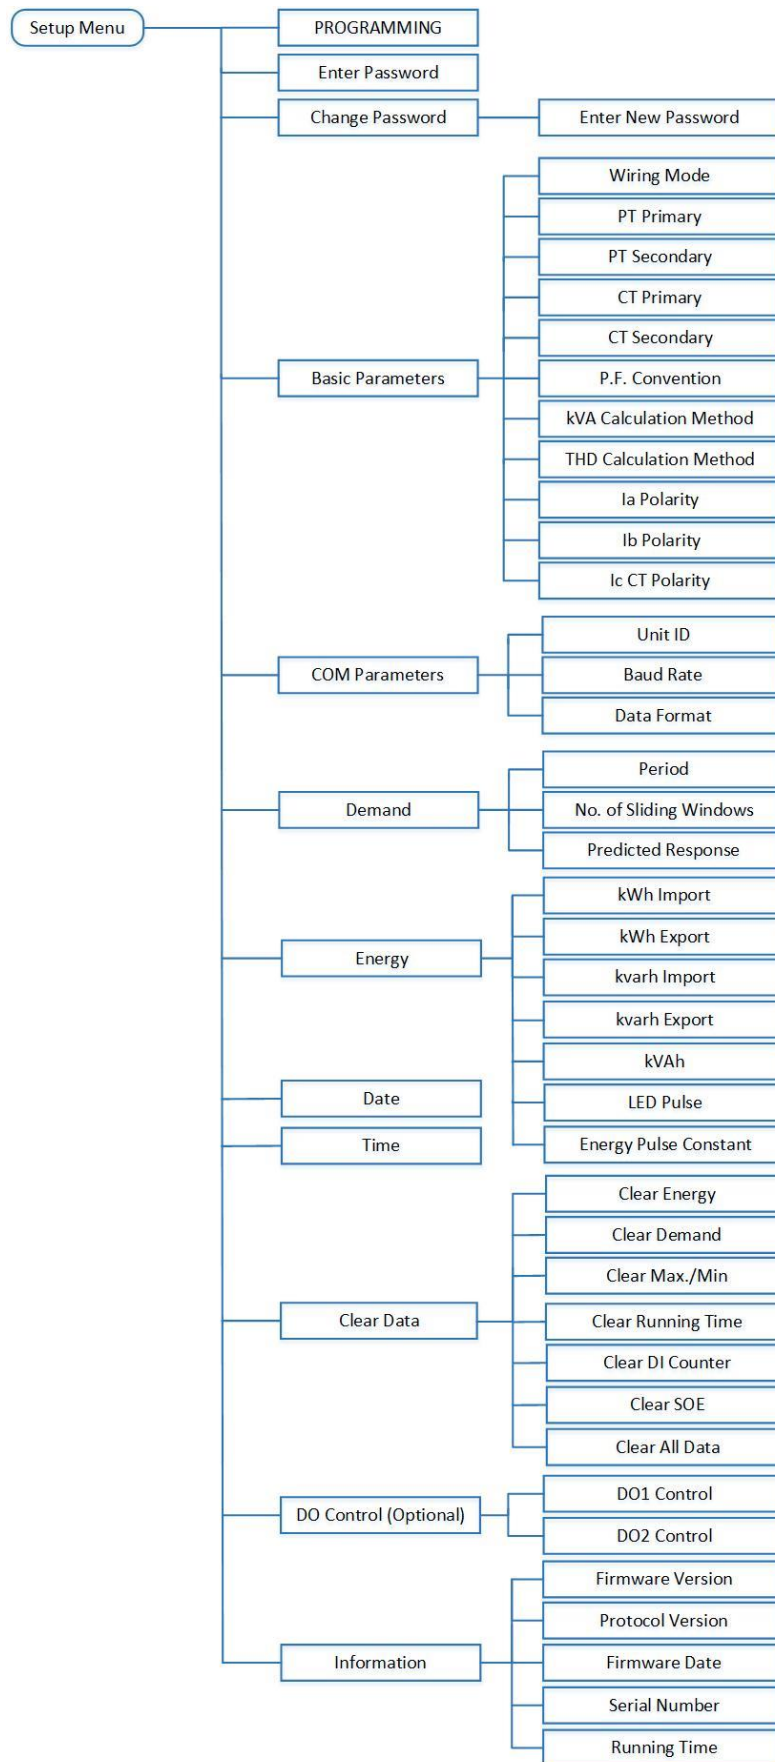 Setup Menu
PROGRAMMING
Enter Password
Change Password
Enter New Password
Basic Parameters
Wiring Mode
PT Primary
PT Secondary
CT Primary
CT Secondary
P.F. Convention
kVA Calculation Method
THD Calculation Method
Ia Polarity
Ib Polarity
Ic CT Polarity
COM Parameters
Unit ID
Baud Rate
Data Format
Demand
Period
No. of Sliding Windows
Predicted Response
Energy
kWh Import
kWh Export
kvarh Import
kvarh Export
kVAh
LED Pulse
Energy Pulse Constant
Date
Time
Clear Data
Clear Energy
Clear Demand
Clear Max./Min
Clear Running Time
Clear DI Counter
Clear SOE
Clear All Data
DO Control (Optional)
DO1 Control
DO2 Control
Information
Firmware Version
Protocol Version
Firmware Date
Serial Number
Running Time